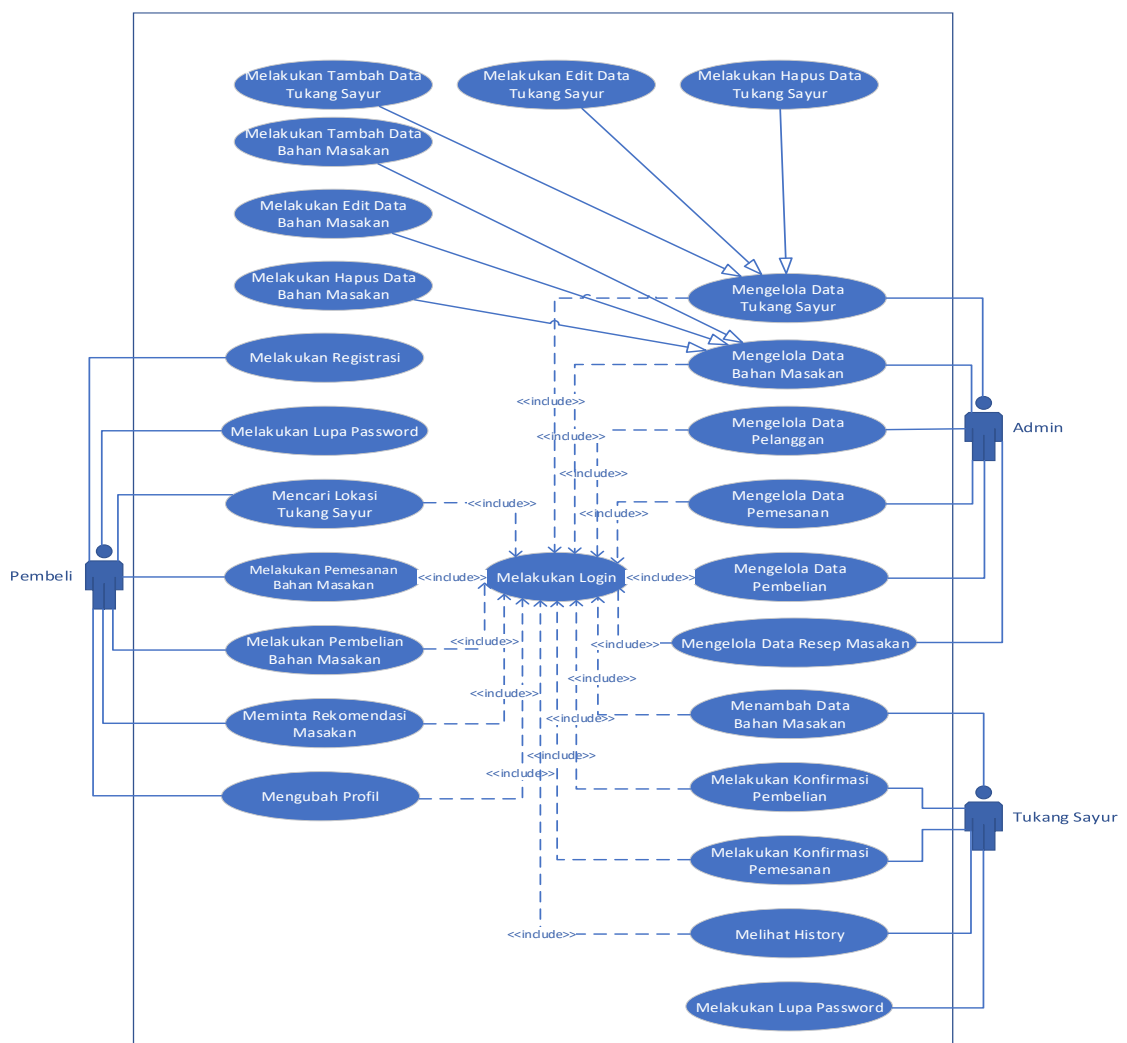 Melakukan Tambah Data
Tukang Sayur
Melakukan Edit Data
Tukang Sayur
Melakukan Hapus Data
Tukang Sayur
Melakukan Tambah Data
Bahan Masakan
Melakukan Edit Data
Bahan Masakan
Melakukan Hapus Data
Bahan Masakan
Mengelola Data
Tukang Sayur
Melakukan Registrasi
Mengelola Data
Bahan Masakan
<<include>>
Melakukan Lupa Password
<<include>>
Mengelola Data
Pelanggan
Admin
<<include>>
Mencari Lokasi
Tukang Sayur
<<include>>
<<include>>
Mengelola Data
Pemesanan
<<include>>
Pembeli
Melakukan Pemesanan
Bahan Masakan
<<include>>
Melakukan Login
<<include>>
Mengelola Data
Pembelian
Melakukan Pembelian
Bahan Masakan
<<include>>
<<include>>
Mengelola Data Resep Masakan
<<include>>
<<include>>
Meminta Rekomendasi
Masakan
<<include>>
Menambah Data
Bahan Masakan
<<include>>
<<include>>
Mengubah Profil
Melakukan Konfirmasi
Pembelian
Tukang Sayur
Melakukan Konfirmasi
Pemesanan
<<include>>
Melihat History
Melakukan Lupa Password